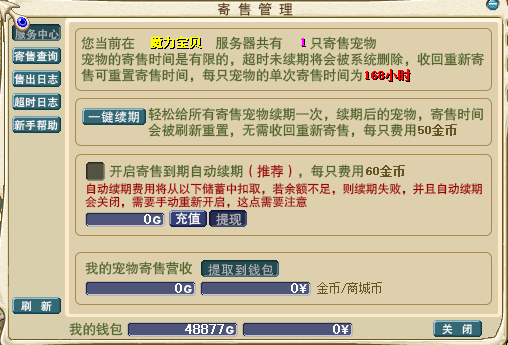 寄售管理
服务中心
寄售查询
售出日志
超时日志
新手帮助
刷 新
您当前在 魔力宝贝 服务器共有 1 只寄售宠物
宠物的寄售时间是有限的，超时未续期将会被系统删除，收回重新寄
售可重置寄售时间，每只宠物的单次寄售时间为168小时
一键续期
轻松给所有寄售宠物续期一次，续期后的宠物，寄售时间
会被刷新重置，无需收回重新寄售，每只费用50金币
开启寄售到期自动续期（推荐），每只费用60金币
自动续期费用将从以下储蓄中扣取，若余额不足，则续期失败，并且自动续期
会关闭，需要手动重新开启，这点需要注意
0G 充值 提现
我的宠物寄售营收 提取到钱包
0G 0¥ 金币/商城币
我的钱包 48877G 0¥ 关 闭